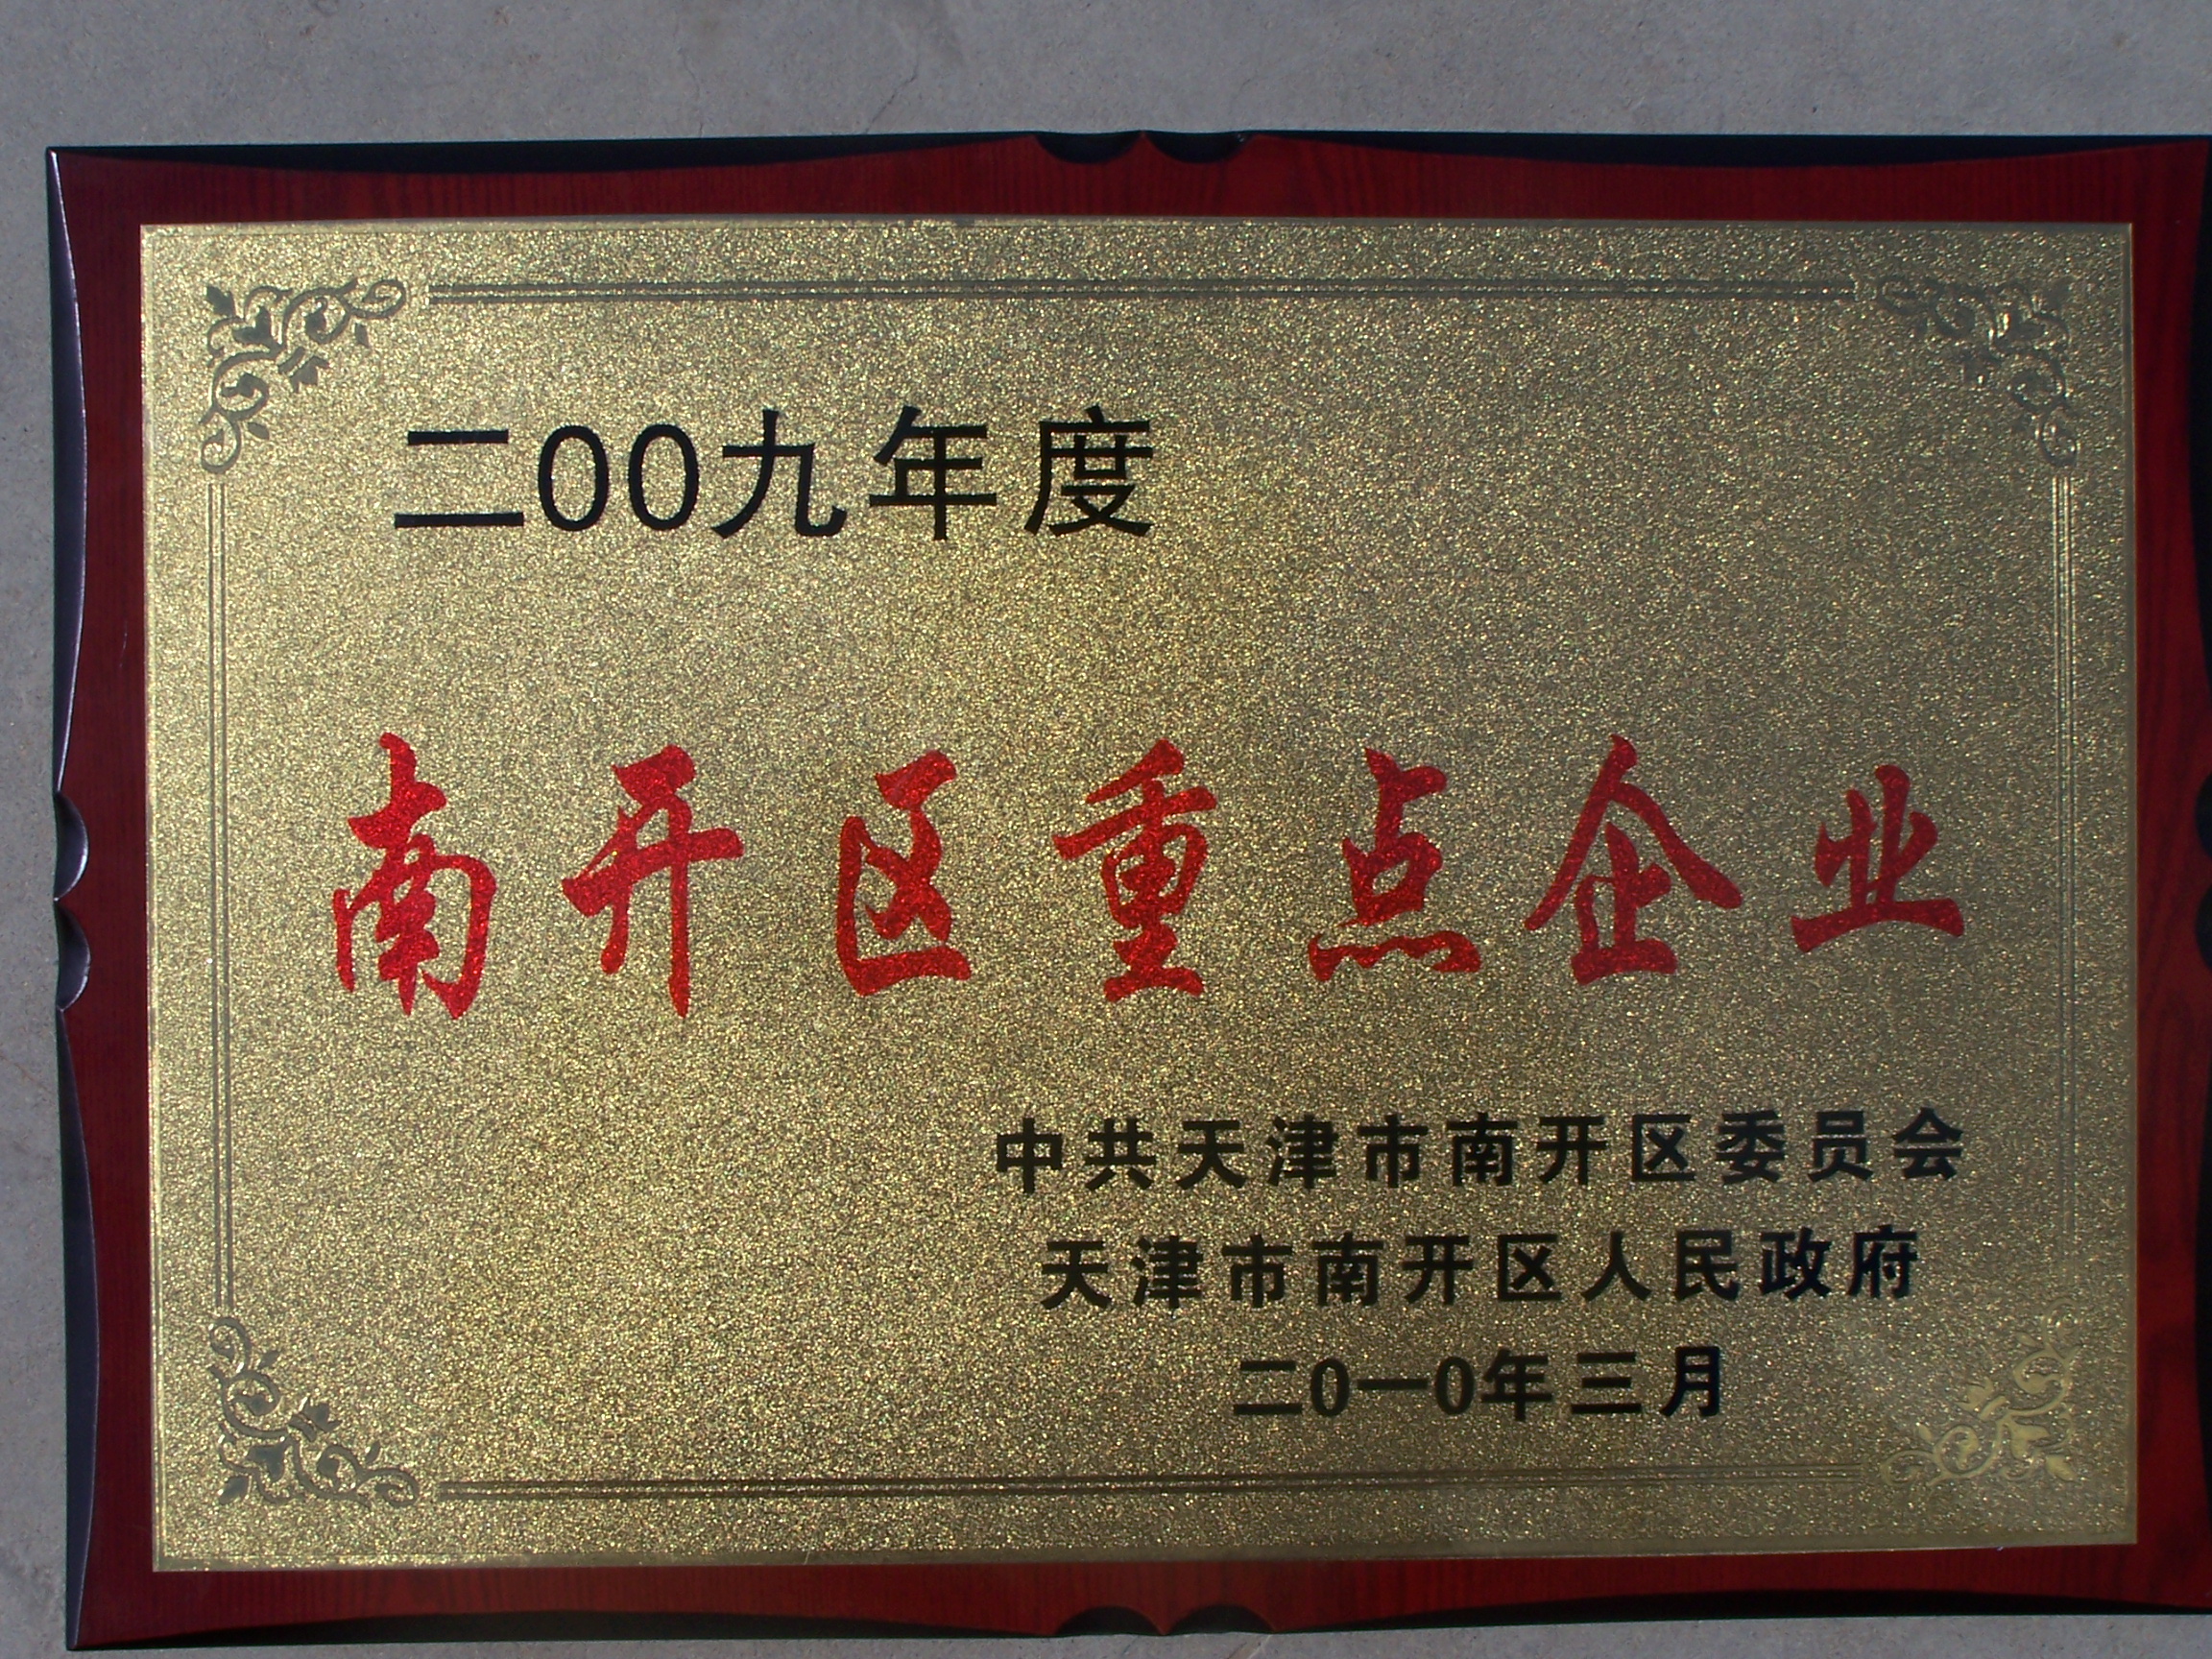 二00九年度
南开区重点企业
中共天津市南开区委员会
天津市南开区人民政府
二0一0年三月